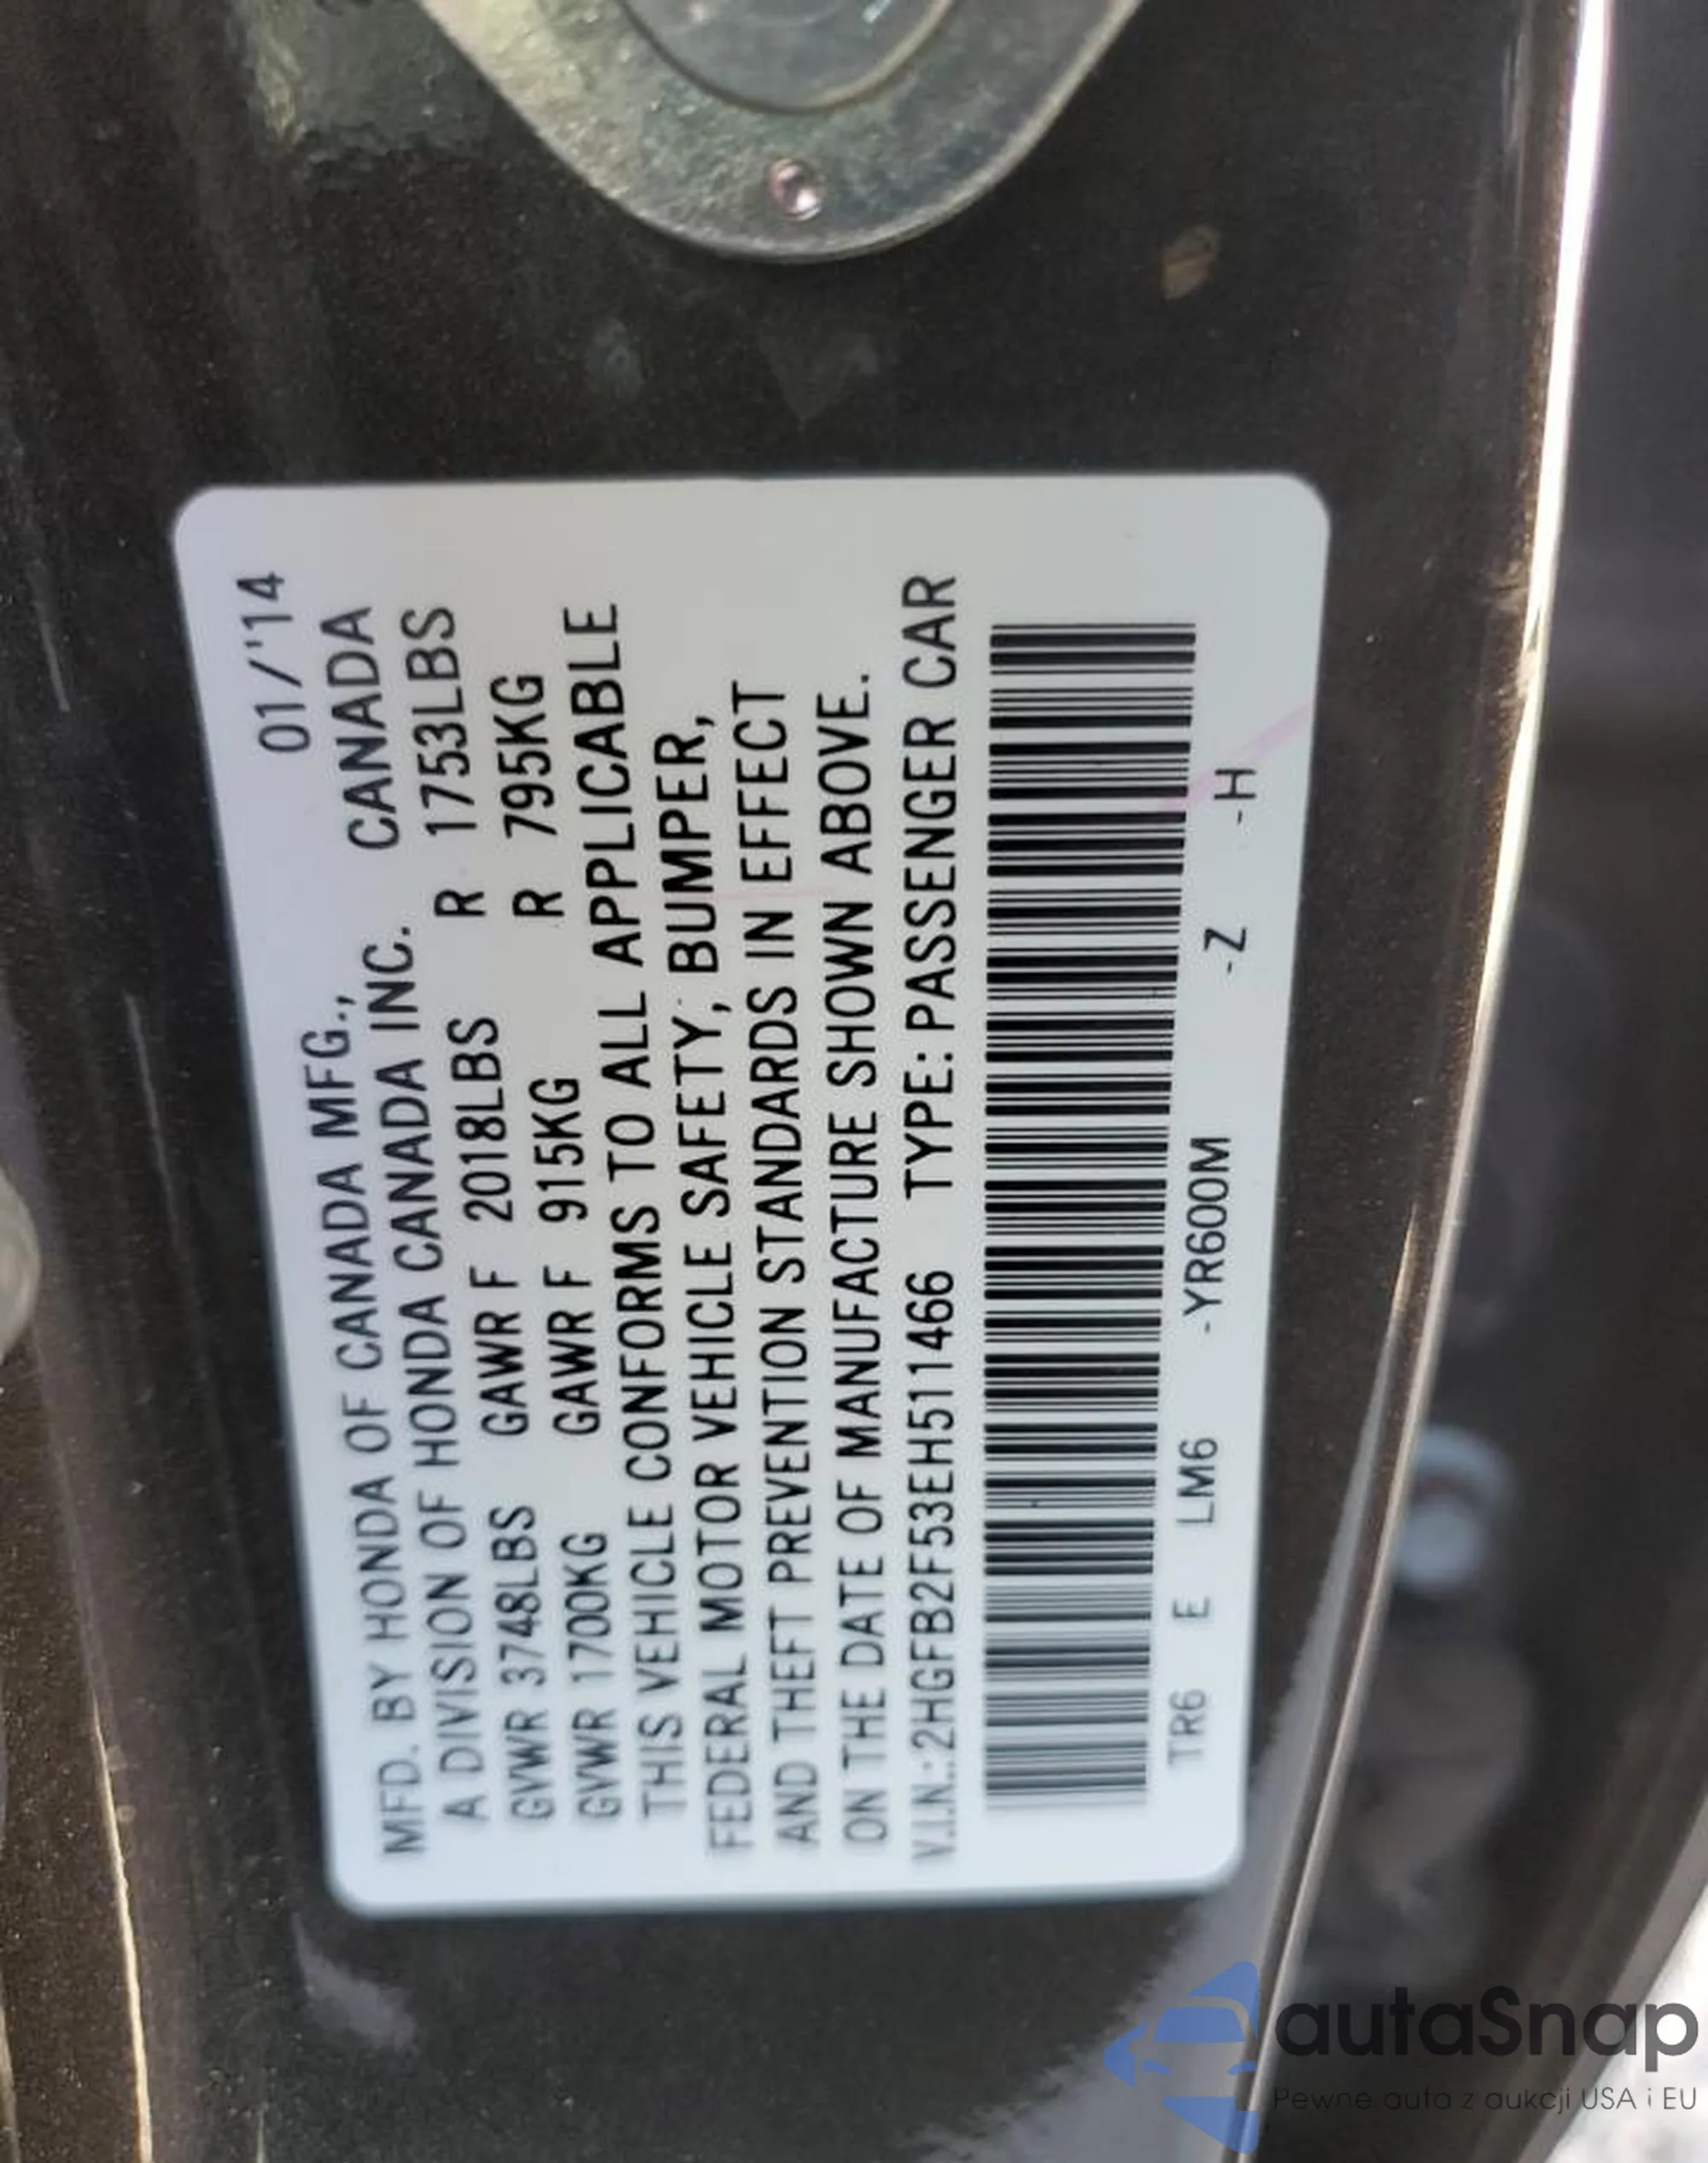 01/'14
MFD. BY HONDA OF CANADA MFG., CANADA
A DIVISION OF HONDA CANADA INC.
GVWR 3748LBS GAWR F 2018LBS R 1753LBS
GVWR 1700KG GAWR F 915KG R 795KG
THIS VEHICLE CONFORMS TO ALL APPLICABLE
FEDERAL MOTOR VEHICLE SAFETY, BUMPER,
AND THEFT PREVENTION STANDARDS IN EFFECT
ON THE DATE OF MANUFACTURE SHOWN ABOVE.
V.I.N.:2HGFB2F53EH511466 TYPE:PASSENGER CAR
TR6 E LM6 -YR600M -Z -H
autaSnap
Pewne auta z aukcji USA i EU